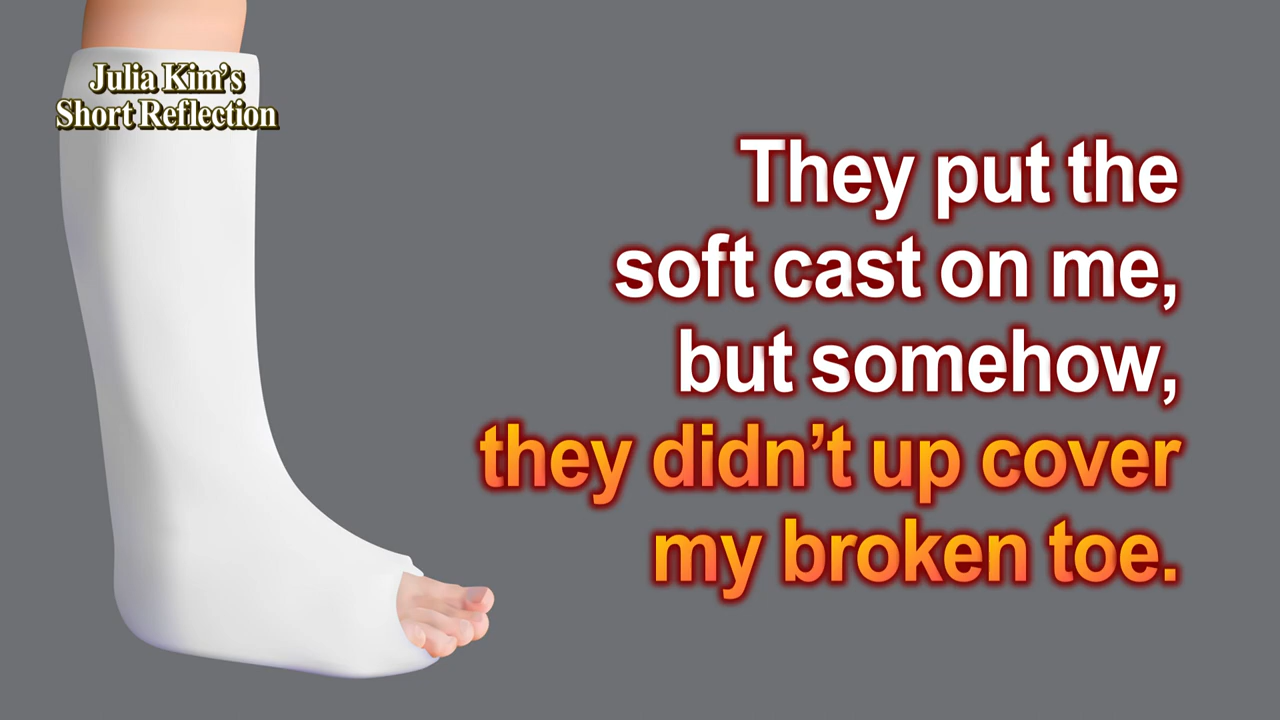 Julia Kim's
Short Reflection
They put the
soft cast on me,
but somehow,
they didn't up cover
my broken toe.